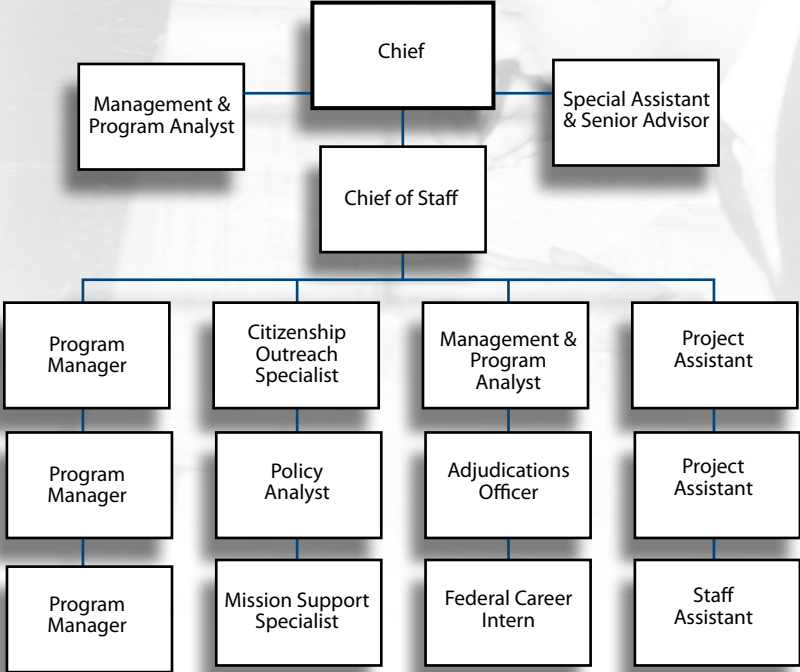 Chief
Management &
Program Analyst
Special Assistant
& Senior Advisor
Chief of Staff
Program
Manager
Citizenship
Outreach
Specialist
Management &
Program
Analyst
Project
Assistant
Program
Manager
Policy
Analyst
Adjudications
Officer
Project
Assistant
Program
Manager
Mission Support
Specialist
Federal Career
Intern
Staff
Assistant